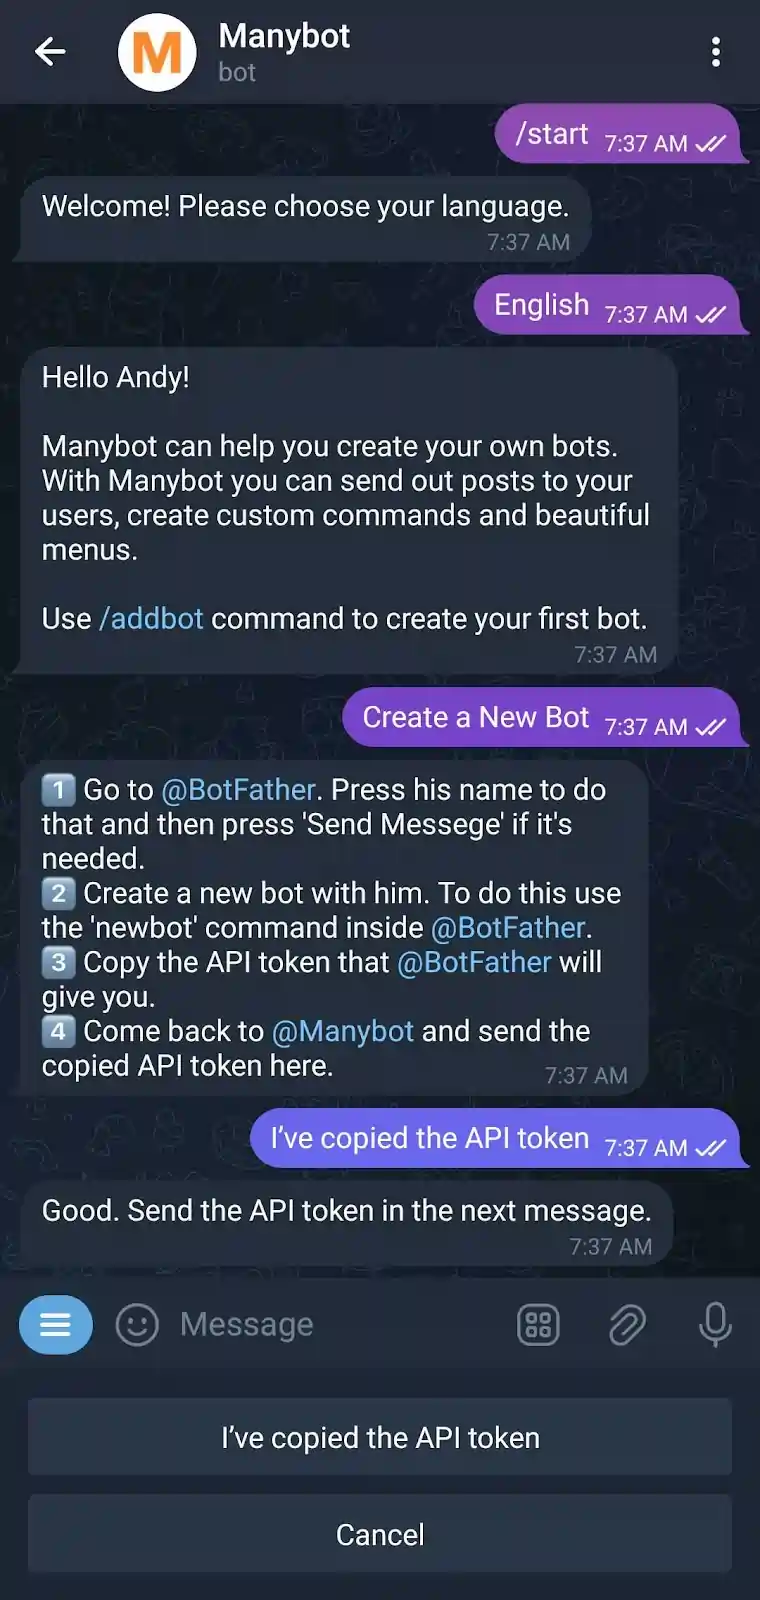 M
Manybot
bot
/start 7:37 AM
Welcome! Please choose your language.
7:37 AM
English 7:37 AM
Hello Andy!
Manybot can help you create your own bots.
With Manybot you can send out posts to your
users, create custom commands and beautiful
menus.
Use /addbot command to create your first bot.
7:37 AM
Create a New Bot 7:37 AM
1 Go to @BotFather. Press his name to do
that and then press 'Send Messege' if it's
needed.
2 Create a new bot with him. To do this use
the 'newbot' command inside @BotFather.
3 Copy the API token that @BotFather will
give you.
4 Come back to @Manybot and send the
copied API token here. 7:37 AM
I’ve copied the API token 7:37 AM
Good. Send the API token in the next message.
7:37 AM
Message
I’ve copied the API token
Cancel